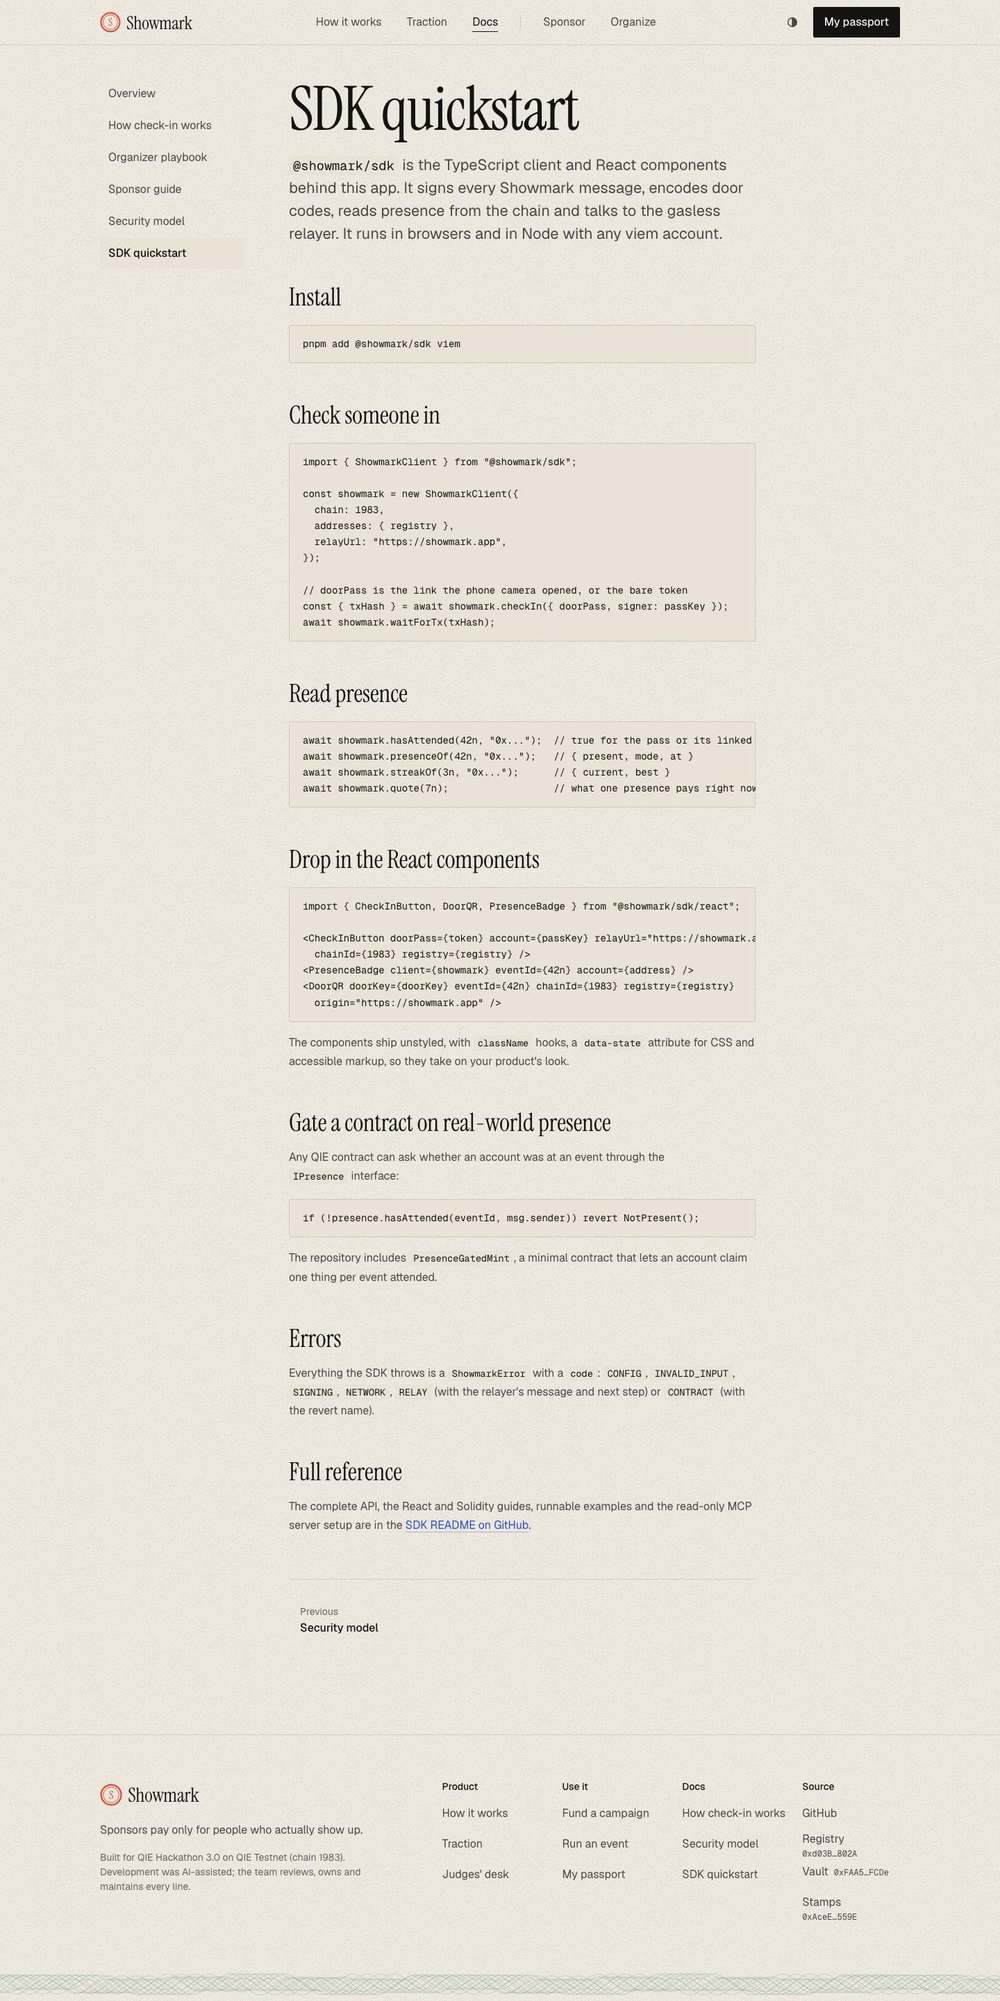 S Showmark
How it works
Traction
Docs
Sponsor
Organize
My passport
Overview
How check-in works
Organizer playbook
Sponsor guide
Security model
SDK quickstart
SDK quickstart
@showmark/sdk is the TypeScript client and React components
behind this app. It signs every Showmark message, encodes door
codes, reads presence from the chain and talks to the gasless
relayer. It runs in browsers and in Node with any viem account.
Install
pnpm add @showmark/sdk viem
Check someone in
import { ShowmarkClient } from "@showmark/sdk";
const showmark = new ShowmarkClient({
  chain: 1983,
  addresses: { registry },
  relayUrl: "https://showmark.app",
});
// doorPass is the link the phone camera opened, or the bare token
const { txHash } = await showmark.checkIn({ doorPass, signer: passKey });
await showmark.waitForTx(txHash);
Read presence
await showmark.hasAttended(42n, "0x...");  // true for the pass or its linked
await showmark.presenceOf(42n, "0x...");   // { present, mode, at }
await showmark.streakOf(3n, "0x...");      // { current, best }
await showmark.quote(7n);                  // what one presence pays right now
Drop in the React components
import { CheckInButton, DoorQR, PresenceBadge } from "@showmark/sdk/react";
<CheckInButton doorPass={token} account={passKey} relayUrl="https://showmark.a
  chainId={1983} registry={registry} />
<PresenceBadge client={showmark} eventId={42n} account={address} />
<DoorQR doorKey={doorKey} eventId={42n} chainId={1983} registry={registry}
  origin="https://showmark.app" />
The components ship unstyled, with className hooks, a data-state attribute for CSS and
accessible markup, so they take on your product's look.
Gate a contract on real-world presence
Any QIE contract can ask whether an account was at an event through the
IPresence interface:
if (!presence.hasAttended(eventId, msg.sender)) revert NotPresent();
The repository includes PresenceGatedMint, a minimal contract that lets an account claim
one thing per event attended.
Errors
Everything the SDK throws is a ShowmarkError with a code: CONFIG, INVALID_INPUT,
SIGNING, NETWORK, RELAY (with the relayer's message and next step) or CONTRACT (with
the revert name).
Full reference
The complete API, the React and Solidity guides, runnable examples and the read-only MCP
server setup are in the SDK README on GitHub.
Previous
Security model
S Showmark
Sponsors pay only for people who actually show up.
Built for QIE Hackathon 3.0 on QIE Testnet (chain 1983).
Development was AI-assisted; the team reviews, owns and
maintains every line.
Product
How it works
Traction
Judges' desk
Use it
Fund a campaign
Run an event
My passport
Docs
How check-in works
Security model
SDK quickstart
Source
GitHub
Registry
0xd03B…802A
Vault 0xFAA5…FCDe
Stamps
0xAceE…559E